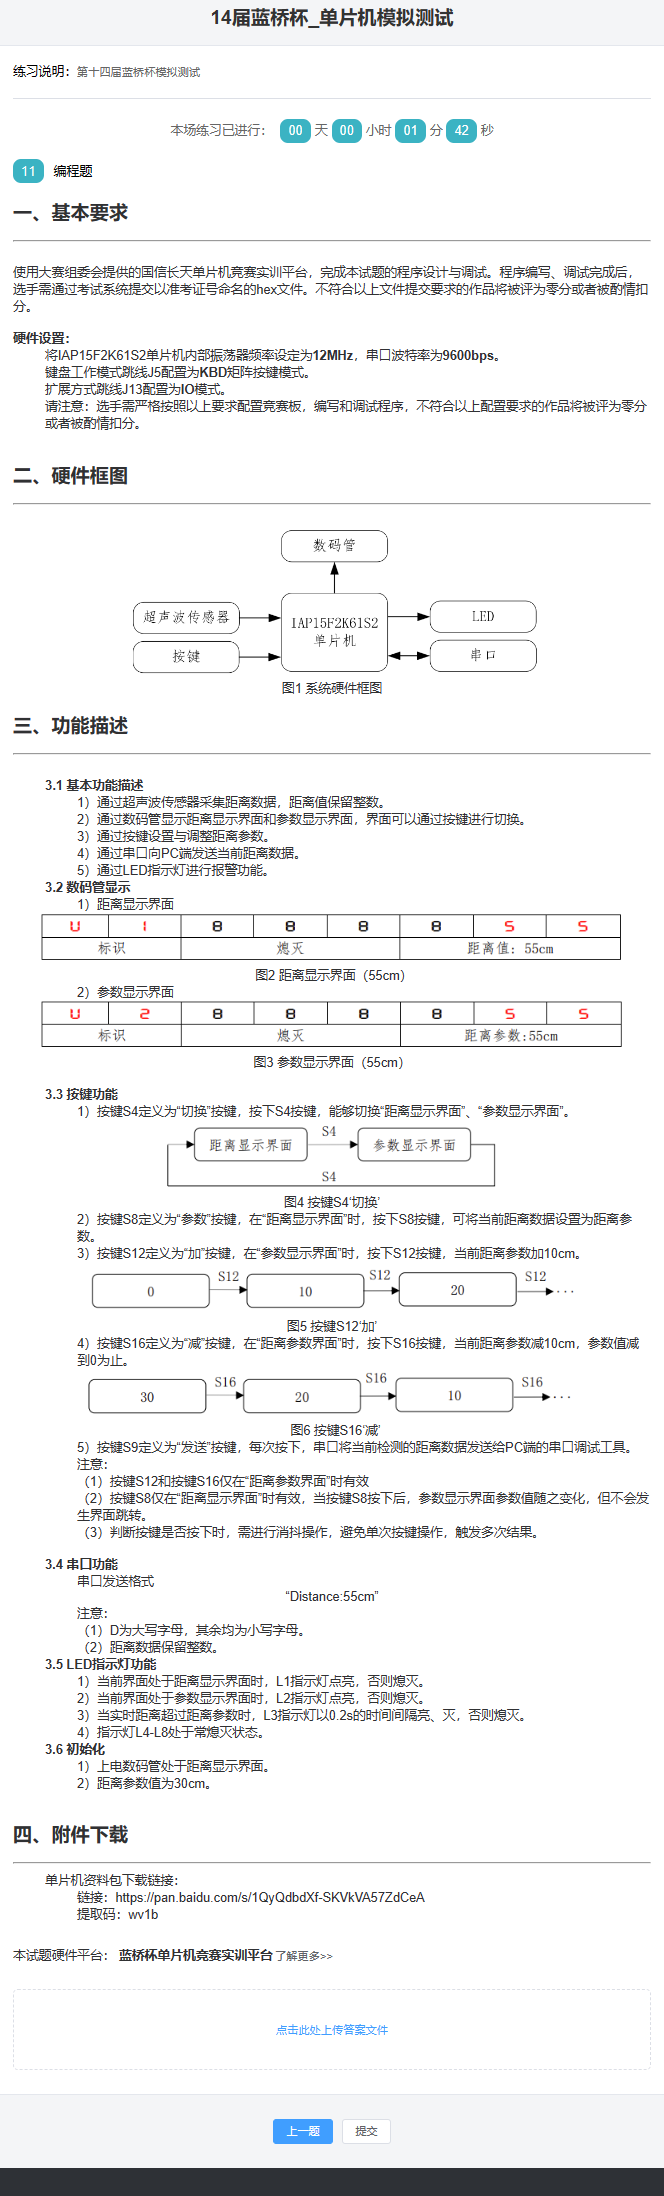 14届蓝桥杯_单片机模拟测试
练习说明：第十四届蓝桥杯模拟测试
本场练习已进行： 00 天 00 小时 01 分 42 秒
11 编程题
一、基本要求
使用大赛组委会提供的国信长天单片机竞赛实训平台，完成本试题的程序设计与调试。程序编写、调试完成后，
选手需通过考试系统提交以准考证号命名的hex文件。不符合以上文件提交要求的作品将被评为零分或者被酌情扣
分。
硬件设置：
将IAP15F2K61S2单片机内部振荡器频率设定为12MHz，串口波特率为9600bps。
键盘工作模式跳线J5配置为KBD矩阵按键模式。
扩展方式跳线J13配置为IO模式。
请注意：选手需严格按照以上要求配置竞赛板，编写和调试程序，不符合以上配置要求的作品将被评为零分
或者被酌情扣分。
二、硬件框图
数码管
超声波传感器
IAP15F2K61S2
单片机
LED
按键
串口
图1 系统硬件框图
三、功能描述
3.1 基本功能描述
1）通过超声波传感器采集距离数据，距离值保留整数。
2）通过数码管显示距离显示界面和参数显示界面，界面可以通过按键进行切换。
3）通过按键设置与调整距离参数。
4）通过串口向PC端发送当前距离数据。
5）通过LED指示灯进行报警功能。
3.2 数码管显示
1）距离显示界面
U 1 8 8 8 8 5 5
标识 熄灭 距离值：55cm
图2 距离显示界面（55cm）
2）参数显示界面
U 2 8 8 8 8 5 5
标识 熄灭 距离参数:55cm
图3 参数显示界面（55cm）
3.3 按键功能
1）按键S4定义为“切换”按键，按下S4按键，能够切换“距离显示界面”、“参数显示界面”。
距离显示界面 S4 参数显示界面
S4
图4 按键S4‘切换’
2）按键S8定义为“参数”按键，在“距离显示界面”时，按下S8按键，可将当前距离数据设置为距离参
数。
3）按键S12定义为“加”按键，在“参数显示界面”时，按下S12按键，当前距离参数加10cm。
0 S12 10 S12 20 S12 ···
图5 按键S12‘加’
4）按键S16定义为“减”按键，在“距离参数界面”时，按下S16按键，当前距离参数减10cm，参数值减
到0为止。
30 S16 20 S16 10 S16 ···
图6 按键S16‘减’
5）按键S9定义为“发送”按键，每次按下，串口将当前检测的距离数据发送给PC端的串口调试工具。
注意：
（1）按键S12和按键S16仅在“距离参数界面”时有效
（2）按键S8仅在“距离显示界面”时有效，当按键S8按下后，参数显示界面参数值随之变化，但不会发
生界面跳转。
（3）判断按键是否按下时，需进行消抖操作，避免单次按键操作，触发多次结果。
3.4 串口功能
串口发送格式
“Distance:55cm”
注意：
（1）D为大写字母，其余均为小写字母。
（2）距离数据保留整数。
3.5 LED指示灯功能
1）当前界面处于距离显示界面时，L1指示灯点亮，否则熄灭。
2）当前界面处于参数显示界面时，L2指示灯点亮，否则熄灭。
3）当实时距离超过距离参数时，L3指示灯以0.2s的时间间隔亮、灭，否则熄灭。
4）指示灯L4-L8处于常熄灭状态。
3.6 初始化
1）上电数码管处于距离显示界面。
2）距离参数值为30cm。
四、附件下载
单片机资料包下载链接：
链接：https://pan.baidu.com/s/1QyQdbdXf-SKVkVA57ZdCeA
提取码：wv1b
本试题硬件平台： 蓝桥杯单片机竞赛实训平台 了解更多>>
点击此处上传答案文件
上一题 提交